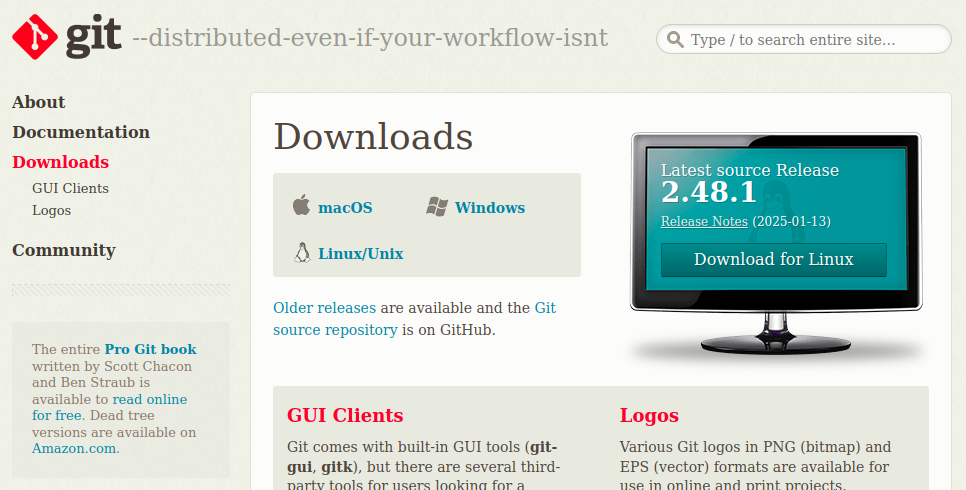 git --distributed-even-if-your-workflow-isnt
Type / to search entire site…
About
Documentation
Downloads
GUI Clients
Logos
Community
The entire Pro Git book
written by Scott Chacon
and Ben Straub is
available to read online
for free. Dead tree
versions are available on
Amazon.com.
Downloads
macOS
Windows
Linux/Unix
Older releases are available and the Git
source repository is on GitHub.
Latest source Release
2.48.1
Release Notes (2025-01-13)
Download for Linux
GUI Clients
Git comes with built-in GUI tools (git-
gui, gitk), but there are several third-
party tools for users looking for a
Logos
Various Git logos in PNG (bitmap) and
EPS (vector) formats are available for
use in online and print projects.